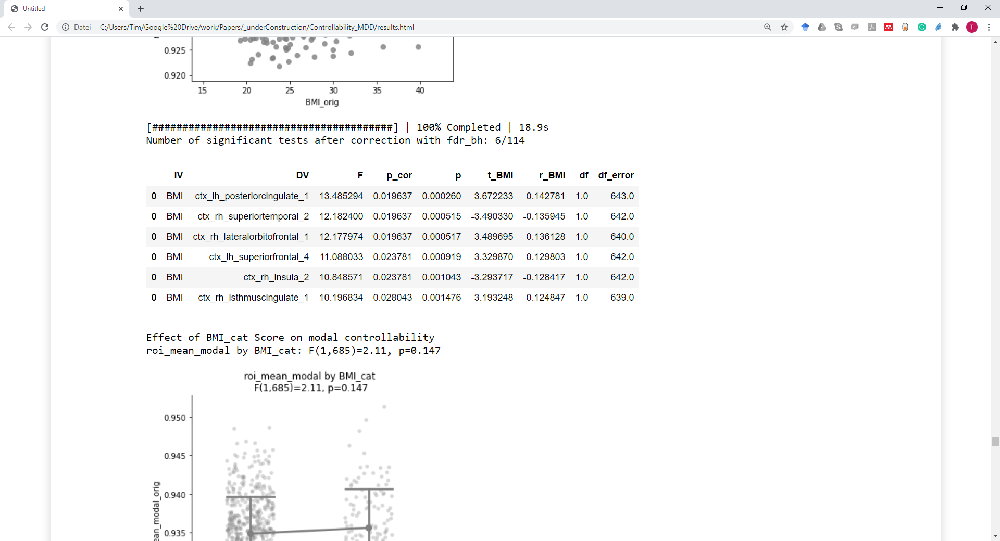 Untitled
Datei C:/Users/Tim/Google%20Drive/work/Papers/_underConstruction/Controllability_MDD/results.html
T
0.925
0.920
15 20 25 30 35 40
BMI_orig
[########################################] | 100% Completed | 18.9s
Number of significant tests after correction with fdr_bh: 6/114
IV DV F p_cor p t_BMI r_BMI df df_error
0 BMI ctx_lh_posteriorcingulate_1 13.485294 0.019637 0.000260 3.672233 0.142781 1.0 643.0
0 BMI ctx_rh_superiortemporal_2 12.182400 0.019637 0.000515 -3.490330 -0.135945 1.0 642.0
0 BMI ctx_rh_lateralorbitofrontal_1 12.177974 0.019637 0.000517 3.489695 0.136128 1.0 640.0
0 BMI ctx_lh_superiorfrontal_4 11.088033 0.023781 0.000919 3.329870 0.129803 1.0 642.0
0 BMI ctx_rh_insula_2 10.848571 0.023781 0.001043 -3.293717 -0.128417 1.0 642.0
0 BMI ctx_rh_isthmuscingulate_1 10.196834 0.028043 0.001476 3.193248 0.124847 1.0 639.0
Effect of BMI_cat Score on modal controllability
roi_mean_modal by BMI_cat: F(1,685)=2.11, p=0.147
roi_mean_modal by BMI_cat
F(1,685)=2.11, p=0.147
0.950
0.945
0.940
0.935
ean_modal_orig